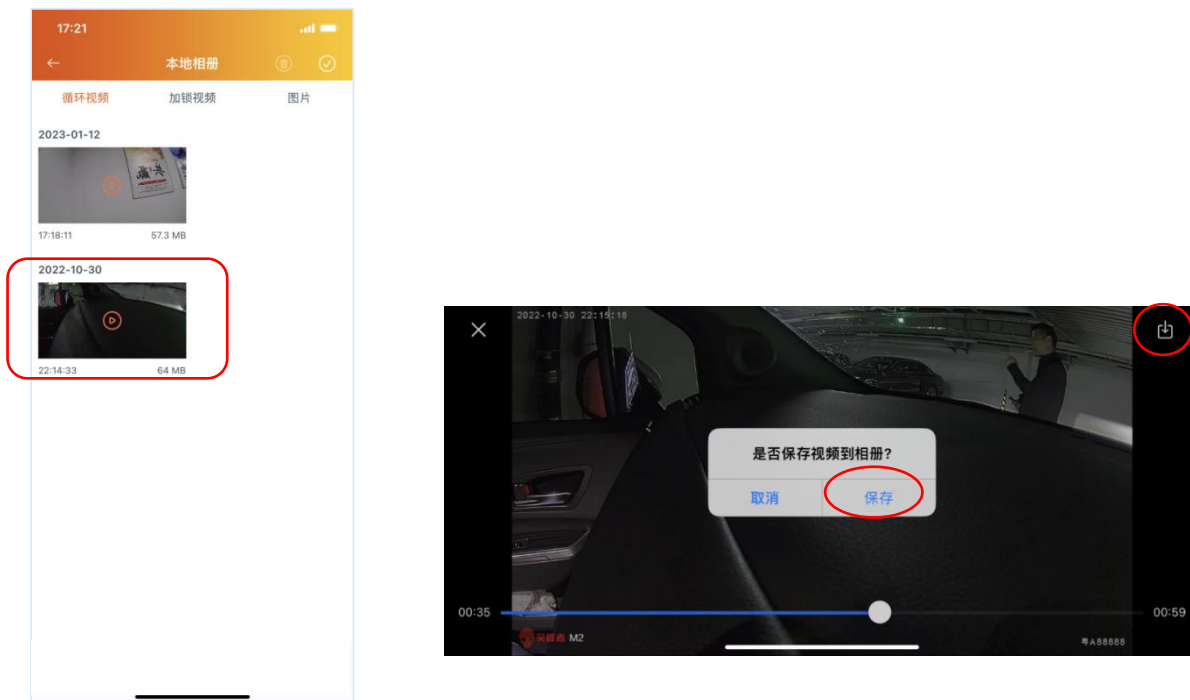 17:21
本地相册
循环视频 加锁视频 图片
2023-01-12
共赢
17:18:11 57.3 MB
2022-10-30
22:14:33 64 MB
2022-10-30 22:15:18
是否保存视频到相册?
取消 保存
00:35 00:59
M2
粤A88888